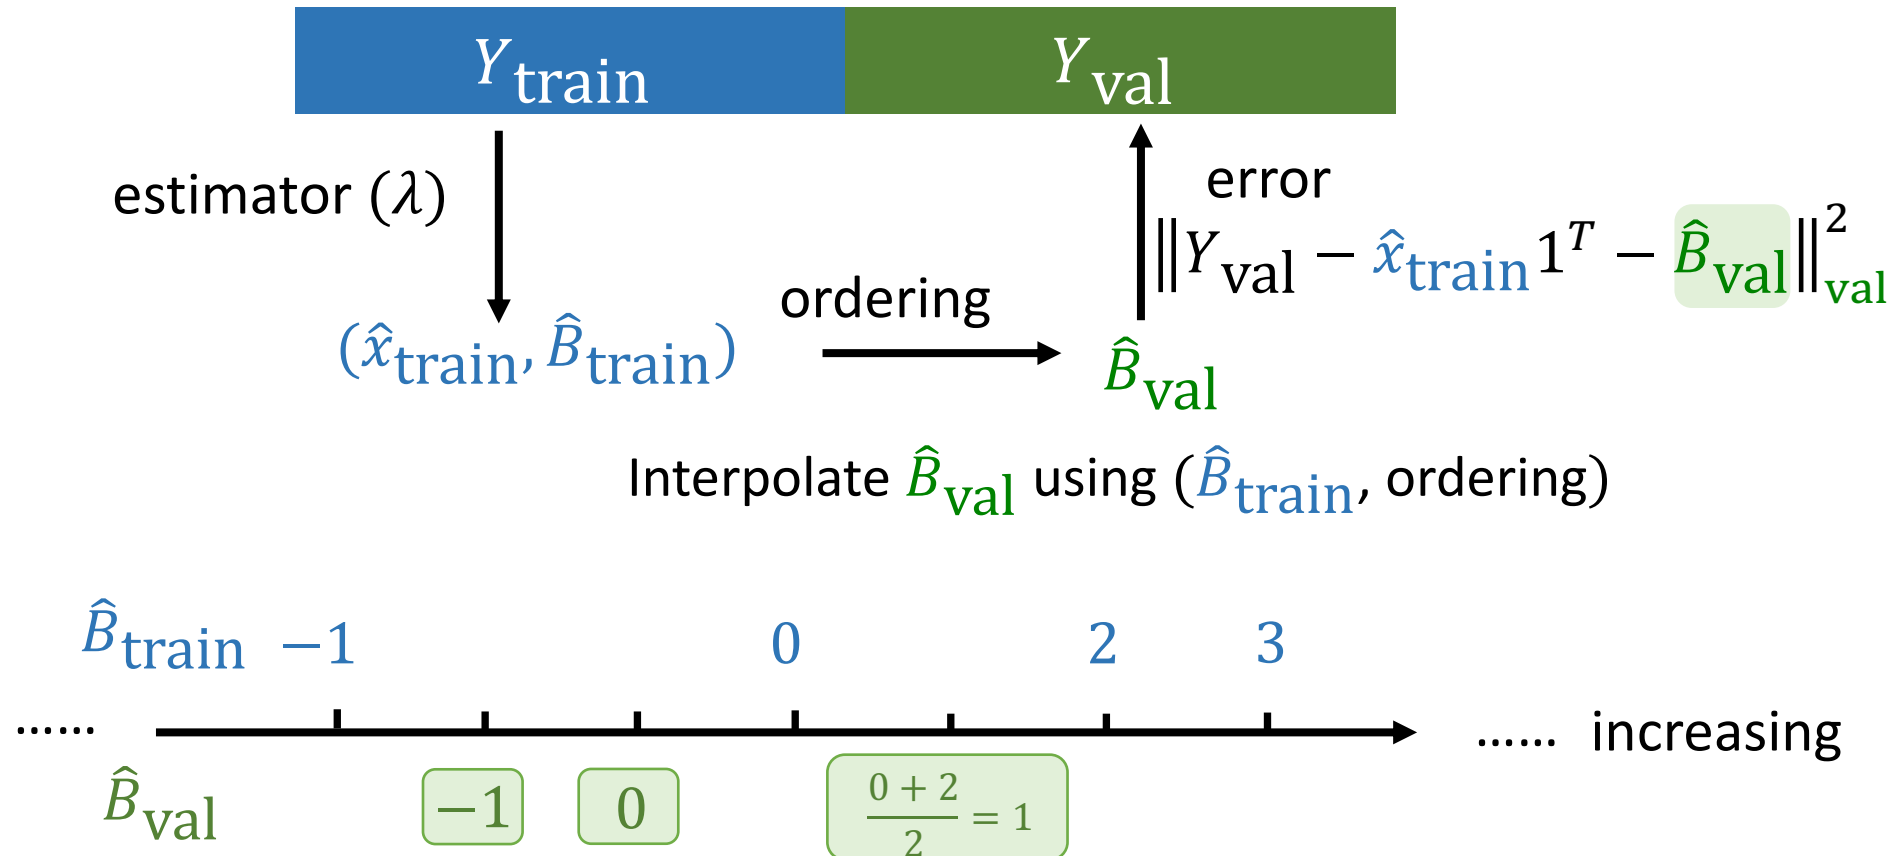 Y_train Y_val
estimator (λ)
error
‖Y_val − x̂_train 1^T − B̂_val‖²_val
ordering
(x̂_train, B̂_train)
B̂_val
Interpolate B̂_val using (B̂_train, ordering)
B̂_train −1 0 2 3
...... ...... increasing
B̂_val −1 0 (0 + 2)/2 = 1